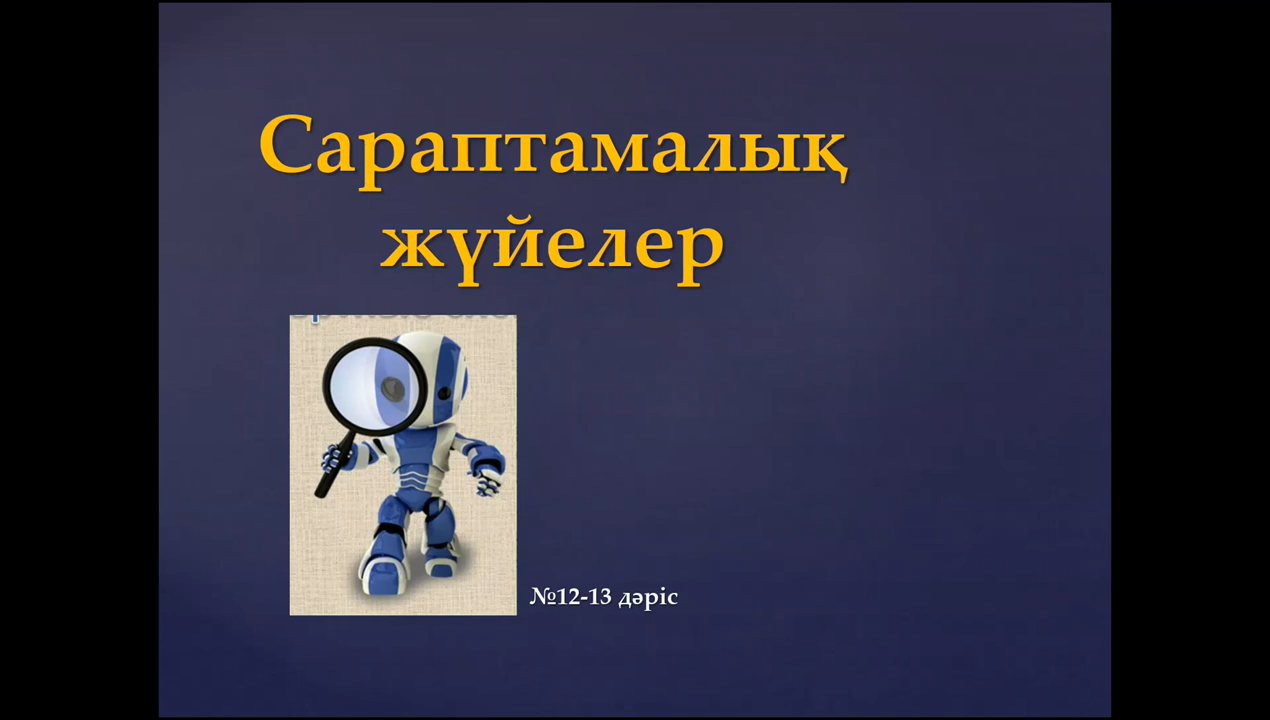 Сараптамалық
жүйелер
№12-13 дәріс